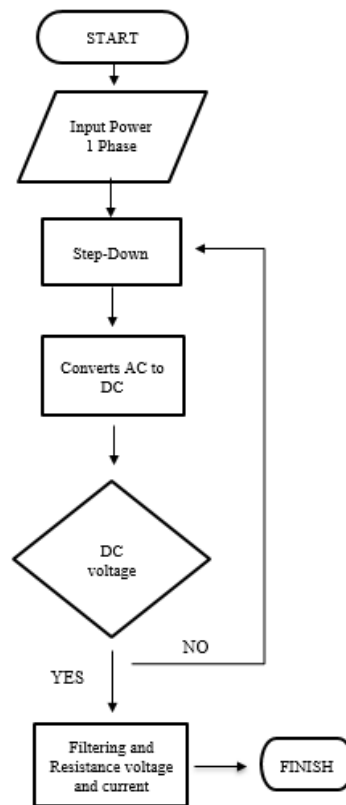 START
Input Power
1 Phase
Step-Down
Converts AC to
DC
DC
voltage
NO
YES
Filtering and
Resistance voltage
and current
FINISH